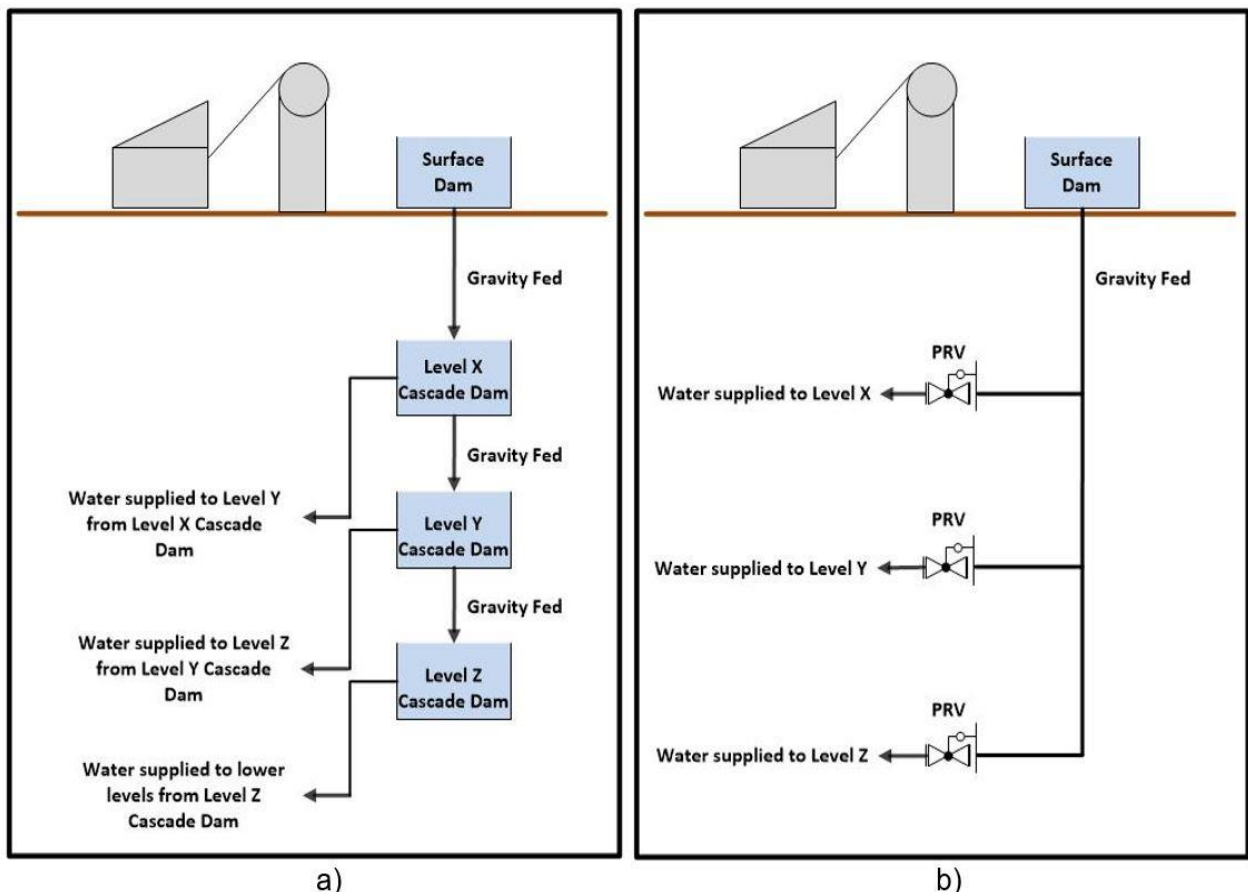 Surface
Dam
Gravity Fed
Level X
Cascade Dam
Gravity Fed
Water supplied to Level Y
from Level X Cascade
Dam
Level Y
Cascade Dam
Gravity Fed
Water supplied to Level Z
from Level Y Cascade
Dam
Level Z
Cascade Dam
Water supplied to lower
levels from Level Z
Cascade Dam
a)
Surface
Dam
Gravity Fed
PRV
Water supplied to Level X
PRV
Water supplied to Level Y
PRV
Water supplied to Level Z
b)